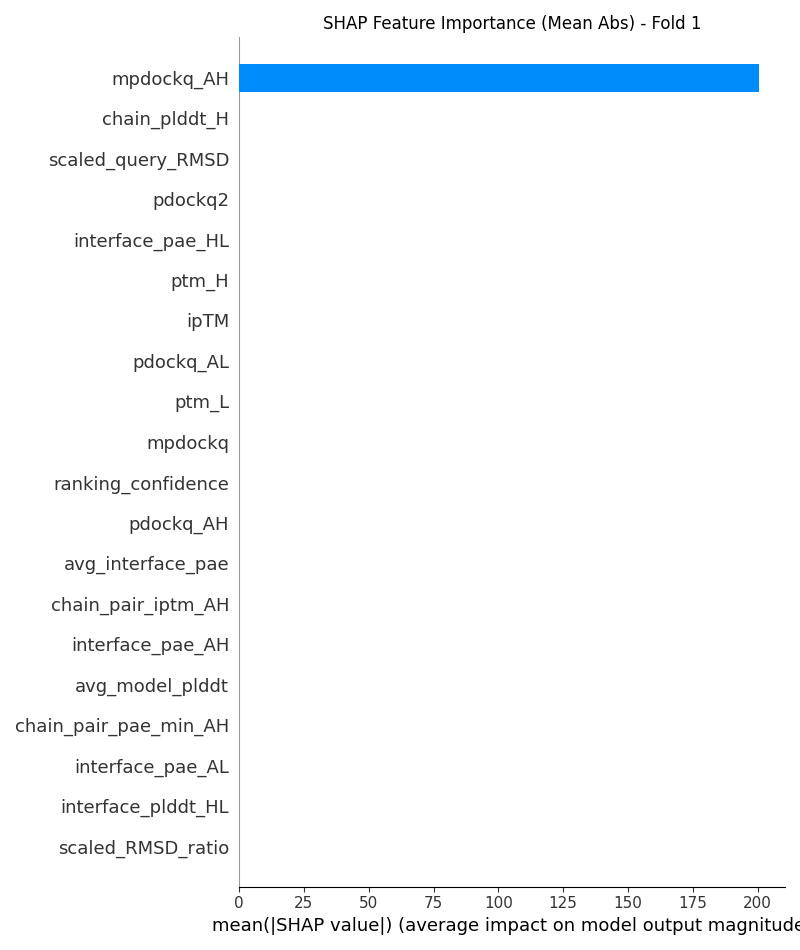 SHAP Feature Importance (Mean Abs) - Fold 1
mpdockq_AH
chain_plddt_H
scaled_query_RMSD
pdockq2
interface_pae_HL
ptm_H
ipTM
pdockq_AL
ptm_L
mpdockq
ranking_confidence
pdockq_AH
avg_interface_pae
chain_pair_iptm_AH
interface_pae_AH
avg_model_plddt
chain_pair_pae_min_AH
interface_pae_AL
interface_plddt_HL
scaled_RMSD_ratio
0 25 50 75 100 125 150 175 200
mean(|SHAP value|) (average impact on model output magnitude